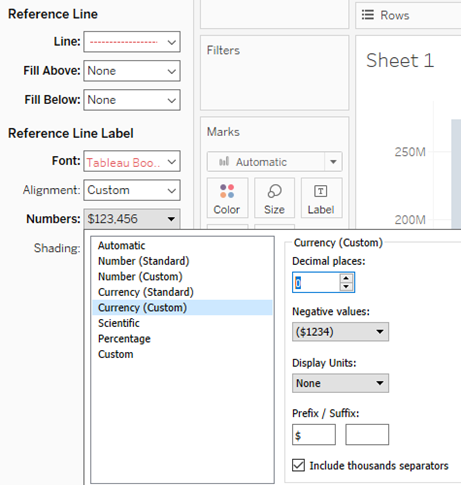 Reference Line
Line:
Fill Above: None
Fill Below: None
Reference Line Label
Font: Tableau Boo..
Alignment: Custom
Numbers: $123,456
Shading:
Automatic
Number (Standard)
Number (Custom)
Currency (Standard)
Currency (Custom)
Scientific
Percentage
Custom
Currency (Custom)
Decimal places:
0
Negative values:
($1234)
Display Units:
None
Prefix / Suffix:
$
Include thousands separators
Filters
Marks
Automatic
Color
Size
Label
Rows
Sheet 1
250M
200M